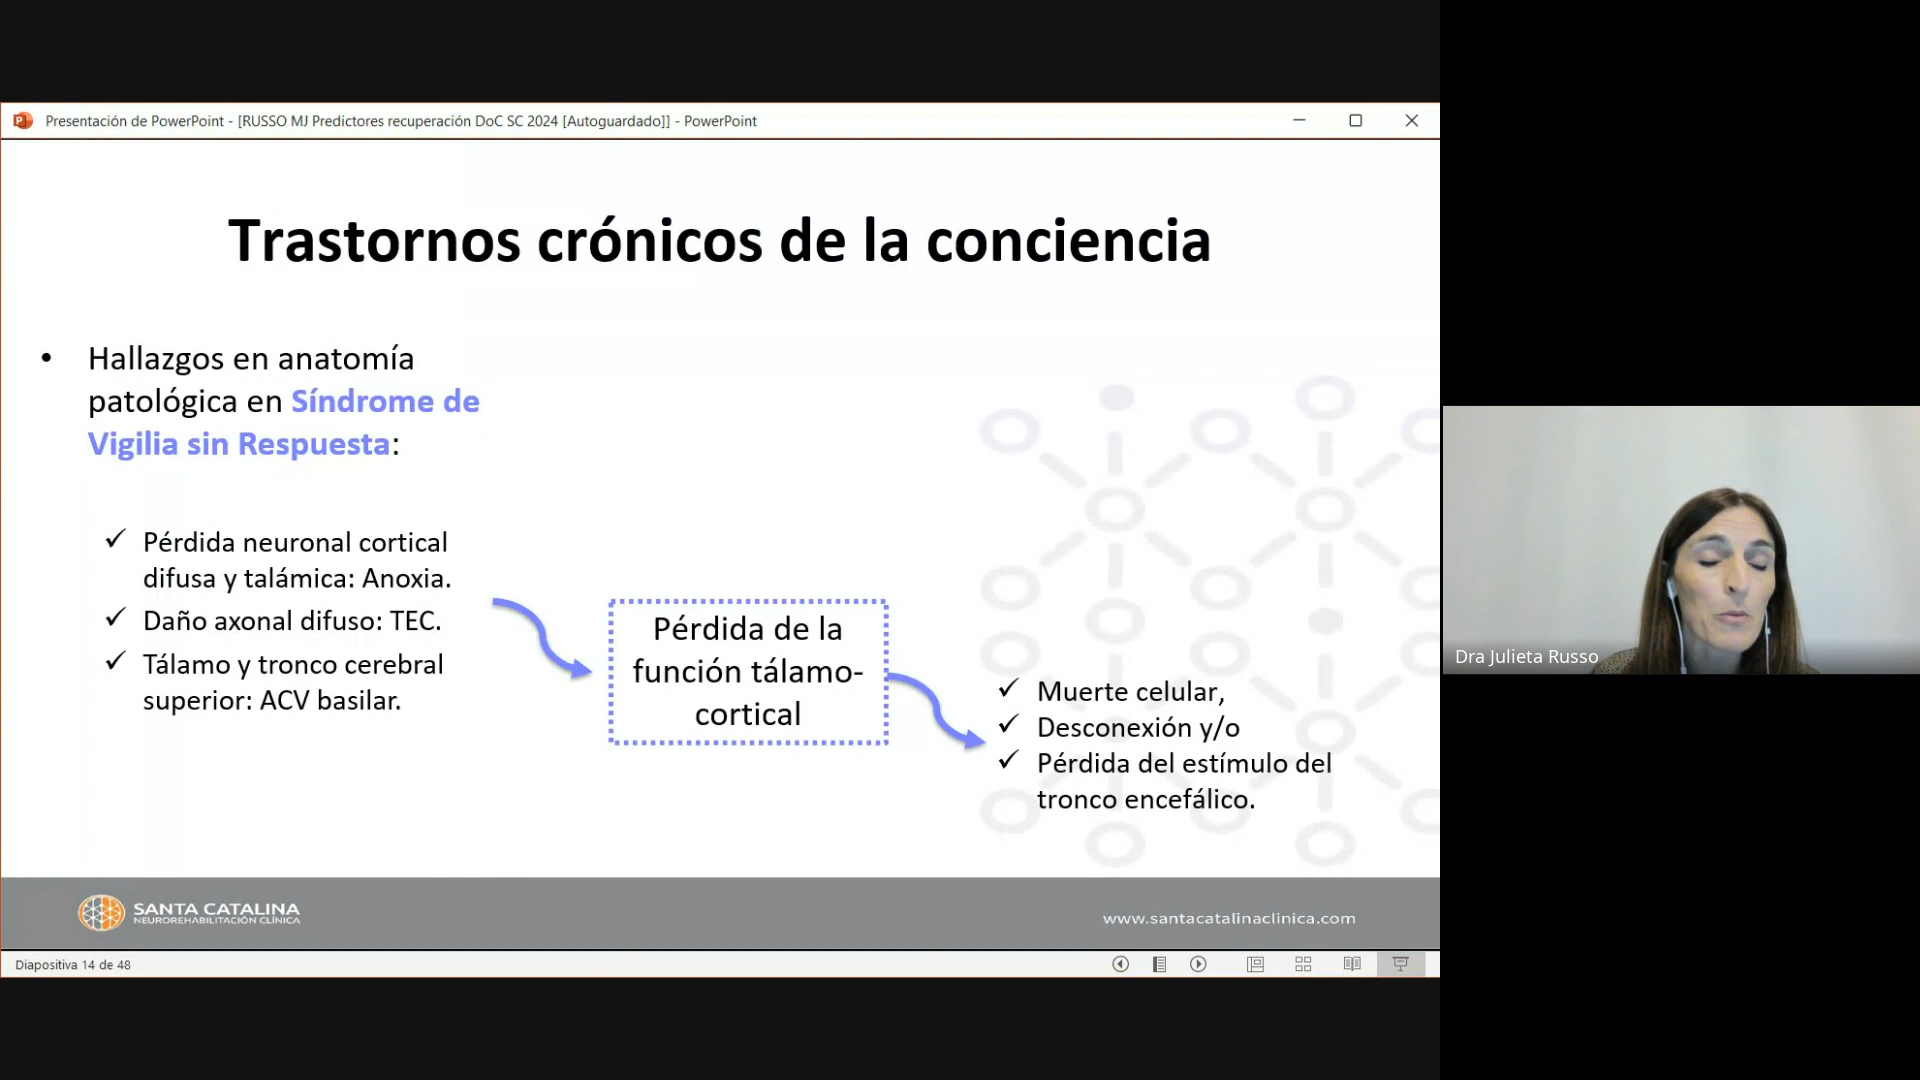 Presentación de PowerPoint - [RUSSO MJ Predictores recuperación DoC SC 2024 [Autoguardado]] - PowerPoint
Trastornos crónicos de la conciencia
• Hallazgos en anatomía
patológica en Síndrome de
Vigilia sin Respuesta:
✓ Pérdida neuronal cortical
difusa y talámica: Anoxia.
✓ Daño axonal difuso: TEC.
✓ Tálamo y tronco cerebral
superior: ACV basilar.
Pérdida de la
función tálamo-
cortical
✓ Muerte celular,
✓ Desconexión y/o
✓ Pérdida del estímulo del
tronco encefálico.
Dra Julieta Russo
SANTA CATALINA
NEUROREHABILITACIÓN CLÍNICA
www.santacatalinaclinica.com
Diapositiva 14 de 48